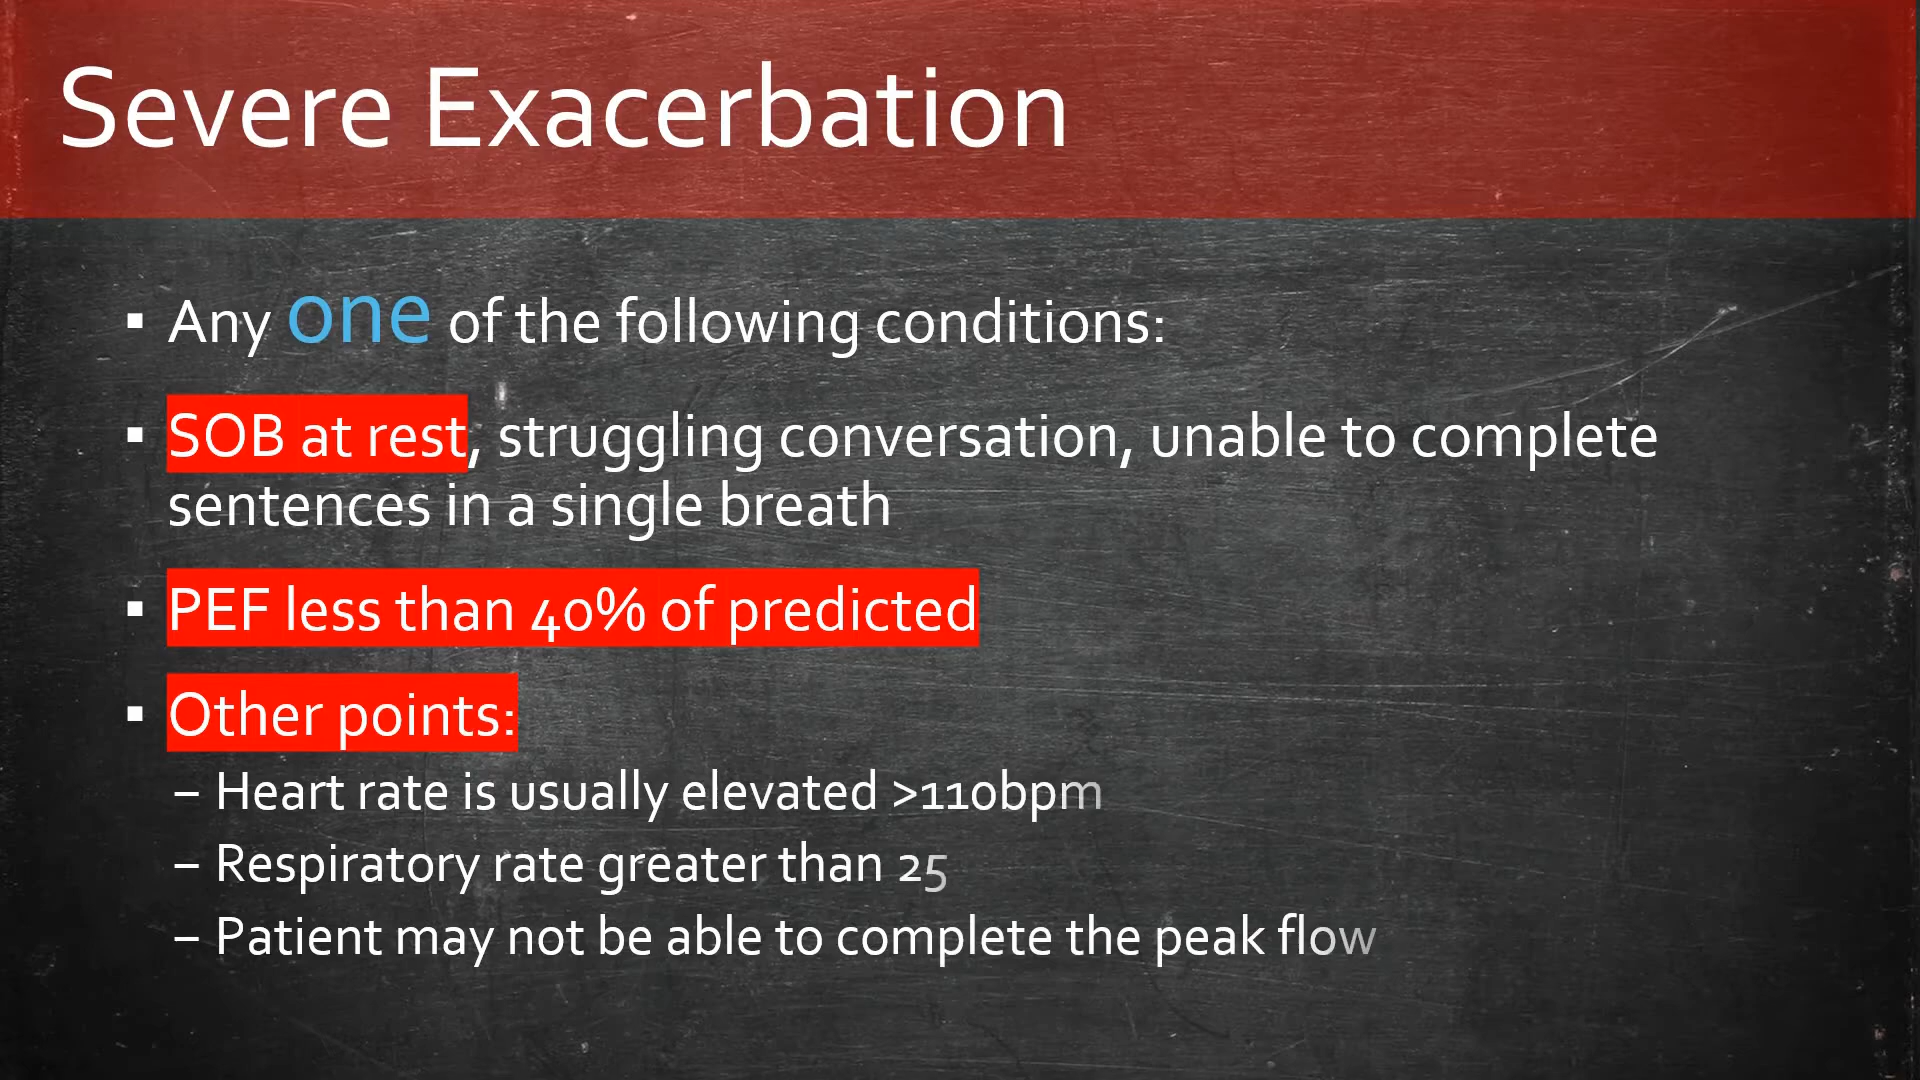 Severe Exacerbation
▪ Any one of the following conditions:
▪ SOB at rest, struggling conversation, unable to complete
sentences in a single breath
▪ PEF less than 40% of predicted
▪ Other points:
– Heart rate is usually elevated >110bpm
– Respiratory rate greater than 25
– Patient may not be able to complete the peak flow